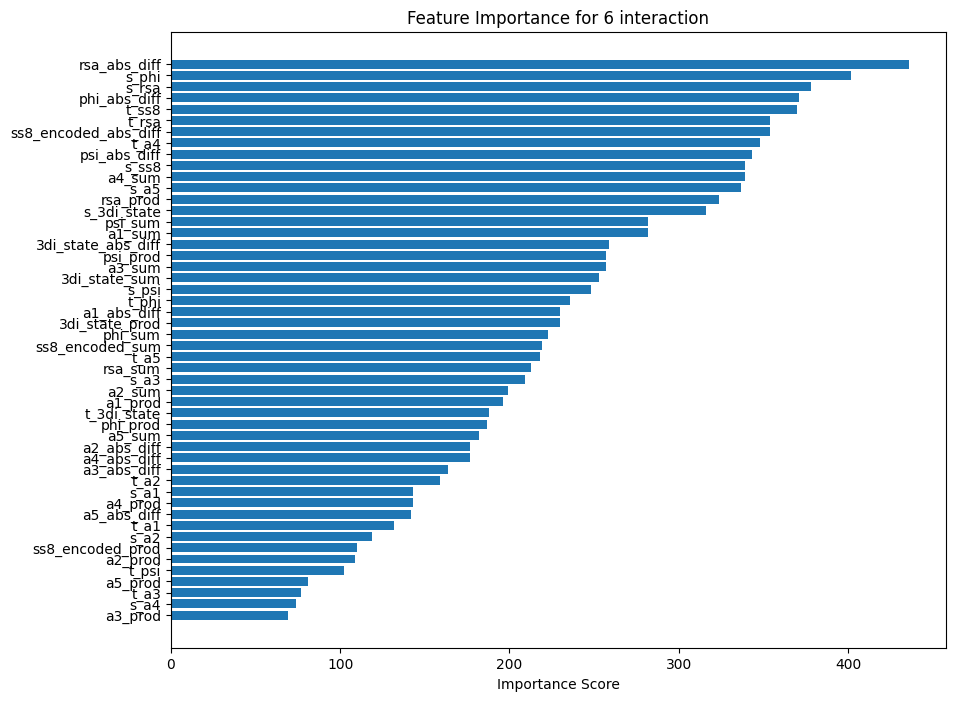 Feature Importance for 6 interaction
rsa_abs_diff
s_phi
s_rsa
phi_abs_diff
t_ss8
t_rsa
ss8_encoded_abs_diff
t_a4
psi_abs_diff
s_ss8
a4_sum
s_a5
rsa_prod
s_3di_state
psi_sum
a1_sum
3di_state_abs_diff
psi_prod
a3_sum
3di_state_sum
s_psi
t_phi
a1_abs_diff
3di_state_prod
phi_sum
ss8_encoded_sum
t_a5
rsa_sum
s_a3
a2_sum
a1_prod
t_3di_state
phi_prod
a5_sum
a2_abs_diff
a4_abs_diff
a3_abs_diff
t_a2
s_a1
a4_prod
a5_abs_diff
t_a1
s_a2
ss8_encoded_prod
a2_prod
t_psi
a5_prod
t_a3
s_a4
a3_prod
0 100 200 300 400
Importance Score